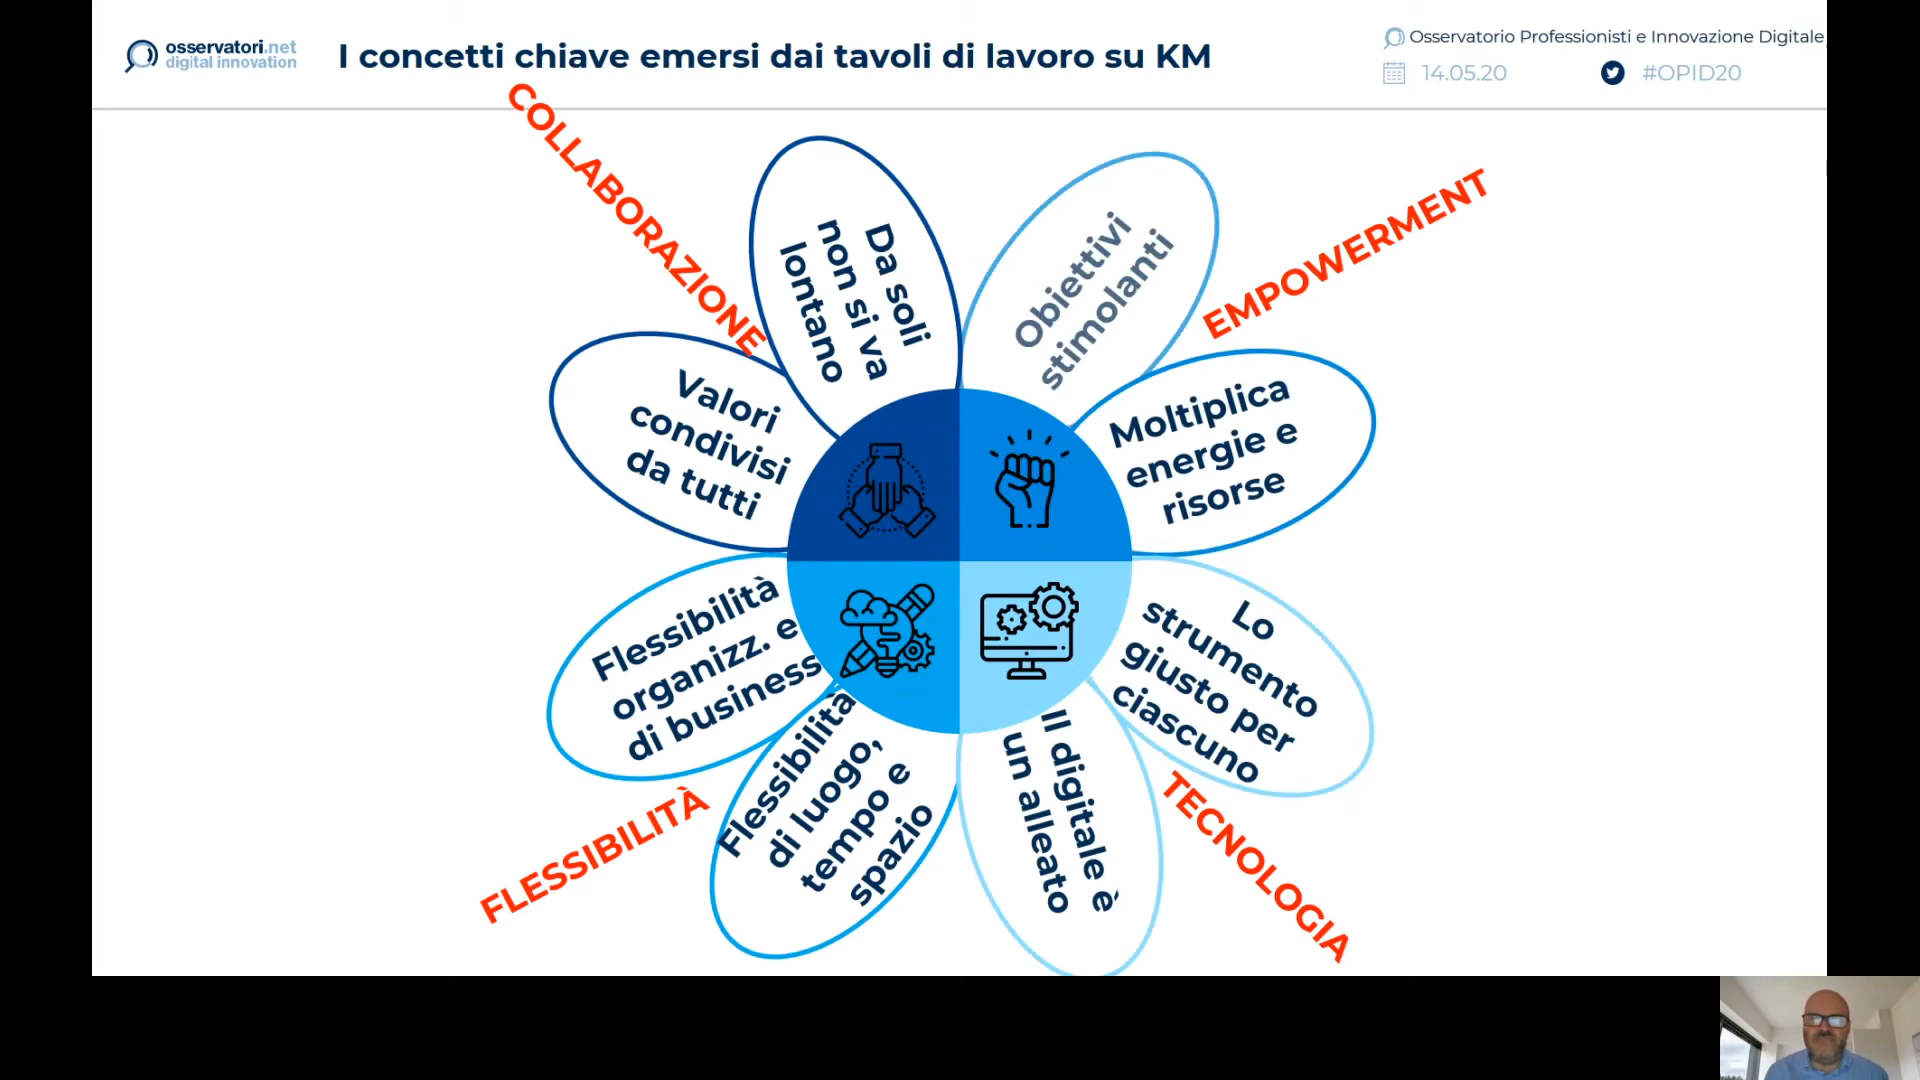 osservatori.net
digital innovation
I concetti chiave emersi dai tavoli di lavoro su KM
Osservatorio Professionisti e Innovazione Digitale
14.05.20
#OPID20
COLLABORAZIONE
Da soli
non si va
lontano
Valori
condivisi
da tutti
Obiettivi
stimolanti
EMPOWERMENT
Moltiplica
energie e
risorse
Flessibilità
organizz. e
di business
Flessibilità
di luogo,
tempo e
spazio
FLESSIBILITÀ
Lo
strumento
giusto per
ciascuno
Il digitale è
un alleato
TECNOLOGIA